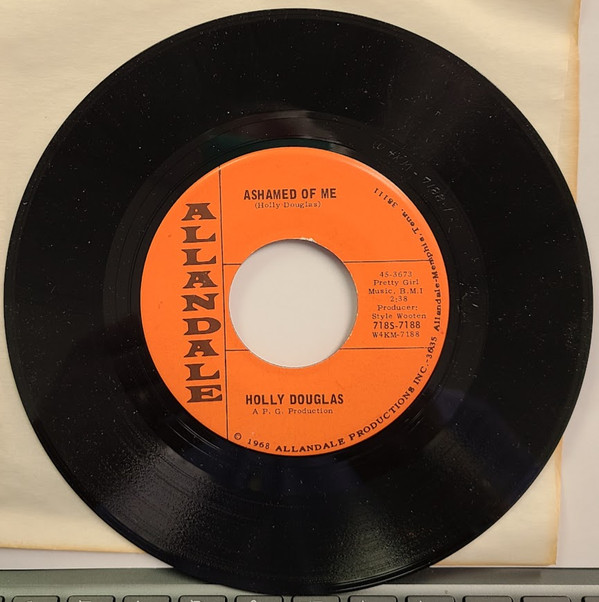 ALLANDALE
ASHAMED OF ME
(Holly Douglas)
45-3673
Pretty Girl
Music, B.M.I
2:38
Producer:
Style Wooten
718S-7188
W4KM-7188
HOLLY DOUGLAS
A P. G. Production
© 1968 ALLANDALE PRODUCTIONS INC.-3635 Allandale-Memphis, Tenn. 38111